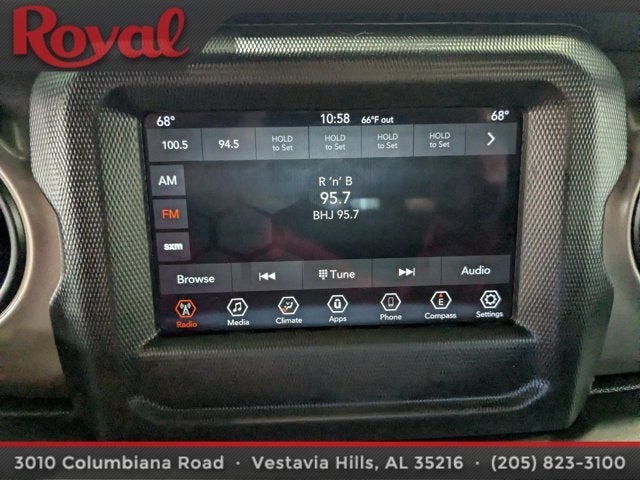 Royal
68° 10:58 66°F out 68°
100.5 94.5 HOLD to Set HOLD to Set HOLD to Set HOLD to Set
AM
R 'n' B
95.7
FM
BHJ 95.7
sxm
Browse Tune Audio
E
Radio Media Climate Apps Phone Compass Settings
3010 Columbiana Road · Vestavia Hills, AL 35216 · (205) 823-3100